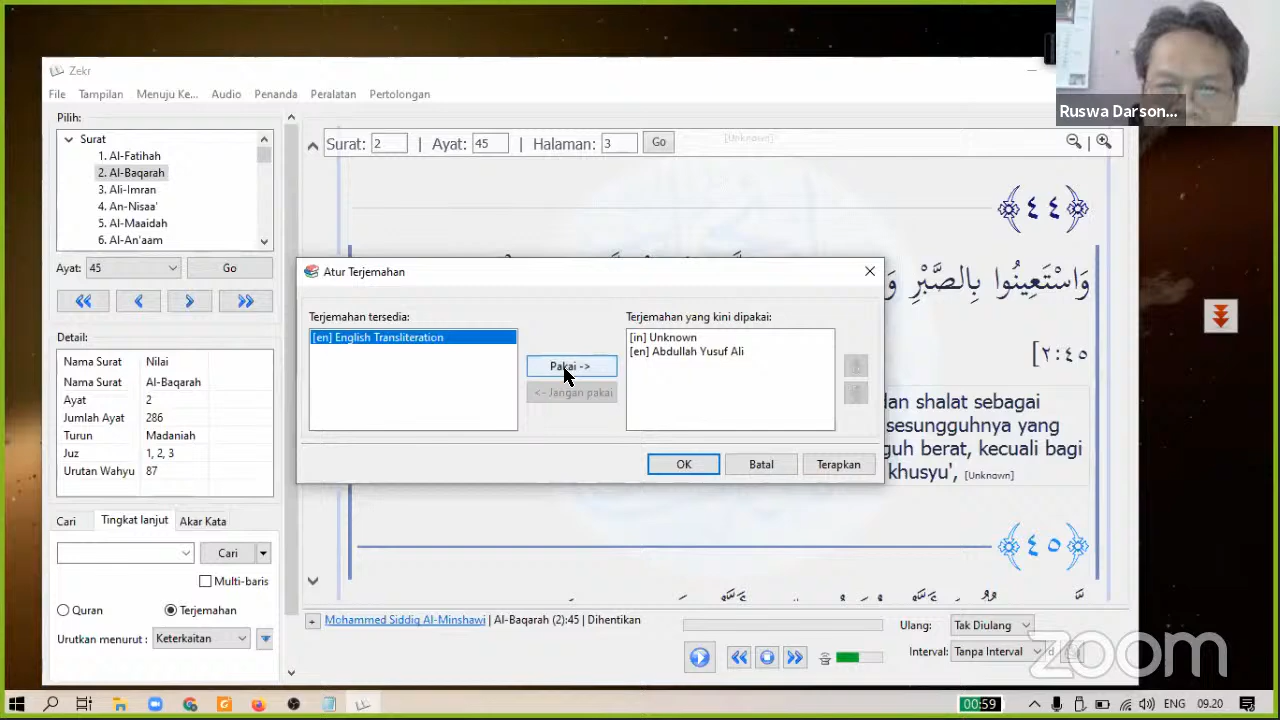 Zekr
File Tampilan Menuju Ke... Audio Penanda Peralatan Pertolongan
Ruswa Darson...
Pilih:
Surat
1. Al-Fatihah
2. Al-Baqarah
3. Ali-Imran
4. An-Nisaa'
5. Al-Maaidah
6. Al-An'aam
Ayat: 45 Go
Detail:
Nama Surat Nilai
Nama Surat Al-Baqarah
Ayat 2
Jumlah Ayat 286
Turun Madaniah
Juz 1, 2, 3
Urutan Wahyu 87
Cari Tingkat lanjut Akar Kata
Cari
Multi-baris
Quran Terjemahan
Urutkan menurut : Keterkaitan
Surat: 2 | Ayat: 45 | Halaman: 3 Go
[Unknown]
﴿٤٤﴾
وَاسْتَعِينُوا بِالصَّبْرِ وَ
[٢:٤٥
dan shalat sebagai
sesungguhnya yang
guh berat, kecuali bagi
khusyu', [Unknown]
﴿٤٥﴾
Atur Terjemahan
Terjemahan tersedia:
[en] English Transliteration
Pakai ->
<- Jangan pakai
Terjemahan yang kini dipakai:
[in] Unknown
[en] Abdullah Yusuf Ali
OK Batal Terapkan
Mohammed Siddiq Al-Minshawi | Al-Baqarah (2):45 | Dihentikan
Ulang: Tak Diulang
Interval: Tanpa Interval
zoom
00:59
ENG 09.20